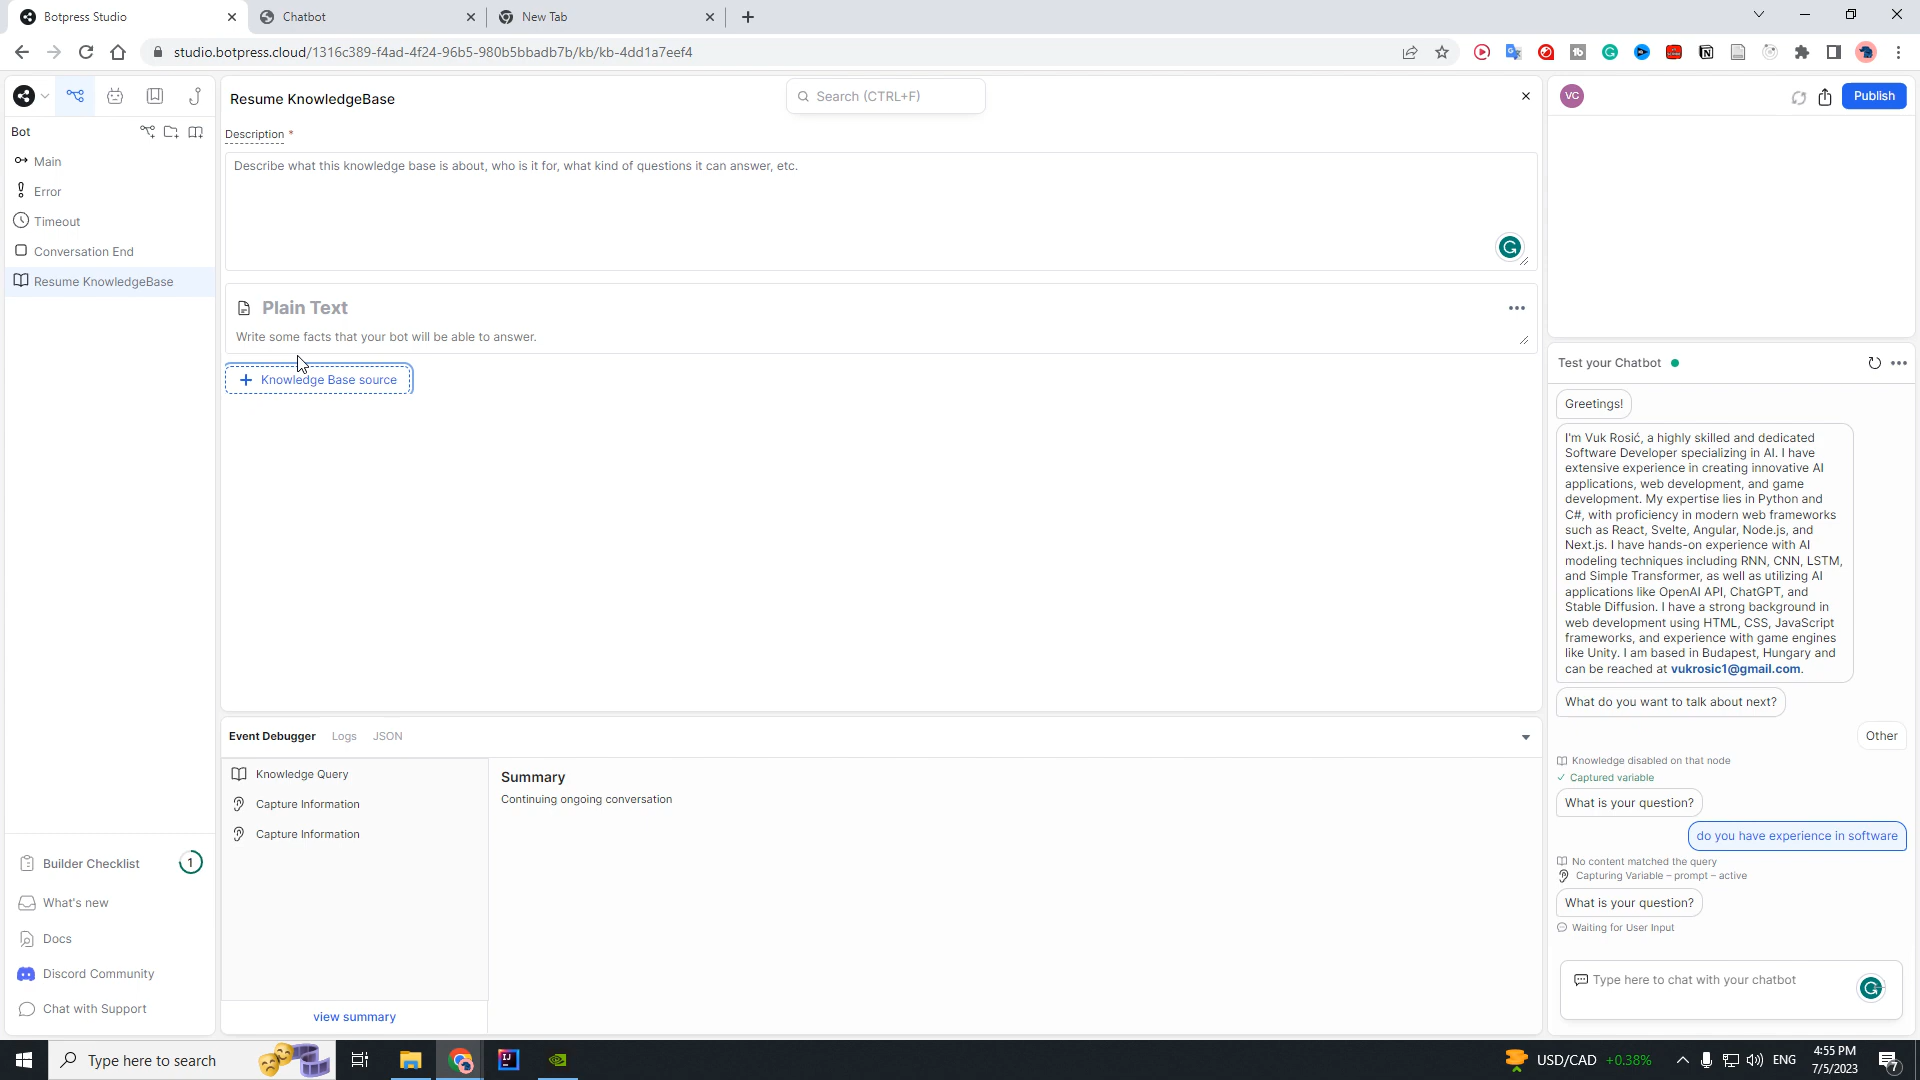 Botpress Studio
Chatbot
New Tab
studio.botpress.cloud/1316c389-f4ad-4f24-96b5-980b5bbadb7b/kb/kb-4dd1a7eef4
Resume KnowledgeBase
Search (CTRL+F)
VC
Publish
Bot
Main
Error
Timeout
Conversation End
Resume KnowledgeBase
Description *
Describe what this knowledge base is about, who is it for, what kind of questions it can answer, etc.
Plain Text
Write some facts that your bot will be able to answer.
+ Knowledge Base source
Event Debugger
Logs
JSON
Knowledge Query
Capture Information
Capture Information
view summary
Summary
Continuing ongoing conversation
Builder Checklist
1
What's new
Docs
Discord Community
Chat with Support
Test your Chatbot
Greetings!
I'm Vuk Rosić, a highly skilled and dedicated
Software Developer specializing in AI. I have
extensive experience in creating innovative AI
applications, web development, and game
development. My expertise lies in Python and
C#, with proficiency in modern web frameworks
such as React, Svelte, Angular, Node.js, and
Next.js. I have hands-on experience with AI
modeling techniques including RNN, CNN, LSTM,
and Simple Transformer, as well as utilizing AI
applications like OpenAI API, ChatGPT, and
Stable Diffusion. I have a strong background in
web development using HTML, CSS, JavaScript
frameworks, and experience with game engines
like Unity. I am based in Budapest, Hungary and
can be reached at vukrosic1@gmail.com.
What do you want to talk about next?
Other
Knowledge disabled on that node
Captured variable
What is your question?
do you have experience in software
No content matched the query
Capturing Variable – prompt – active
What is your question?
Waiting for User Input
Type here to chat with your chatbot
Type here to search
USD/CAD +0.38%
ENG
4:55 PM
7/5/2023
7